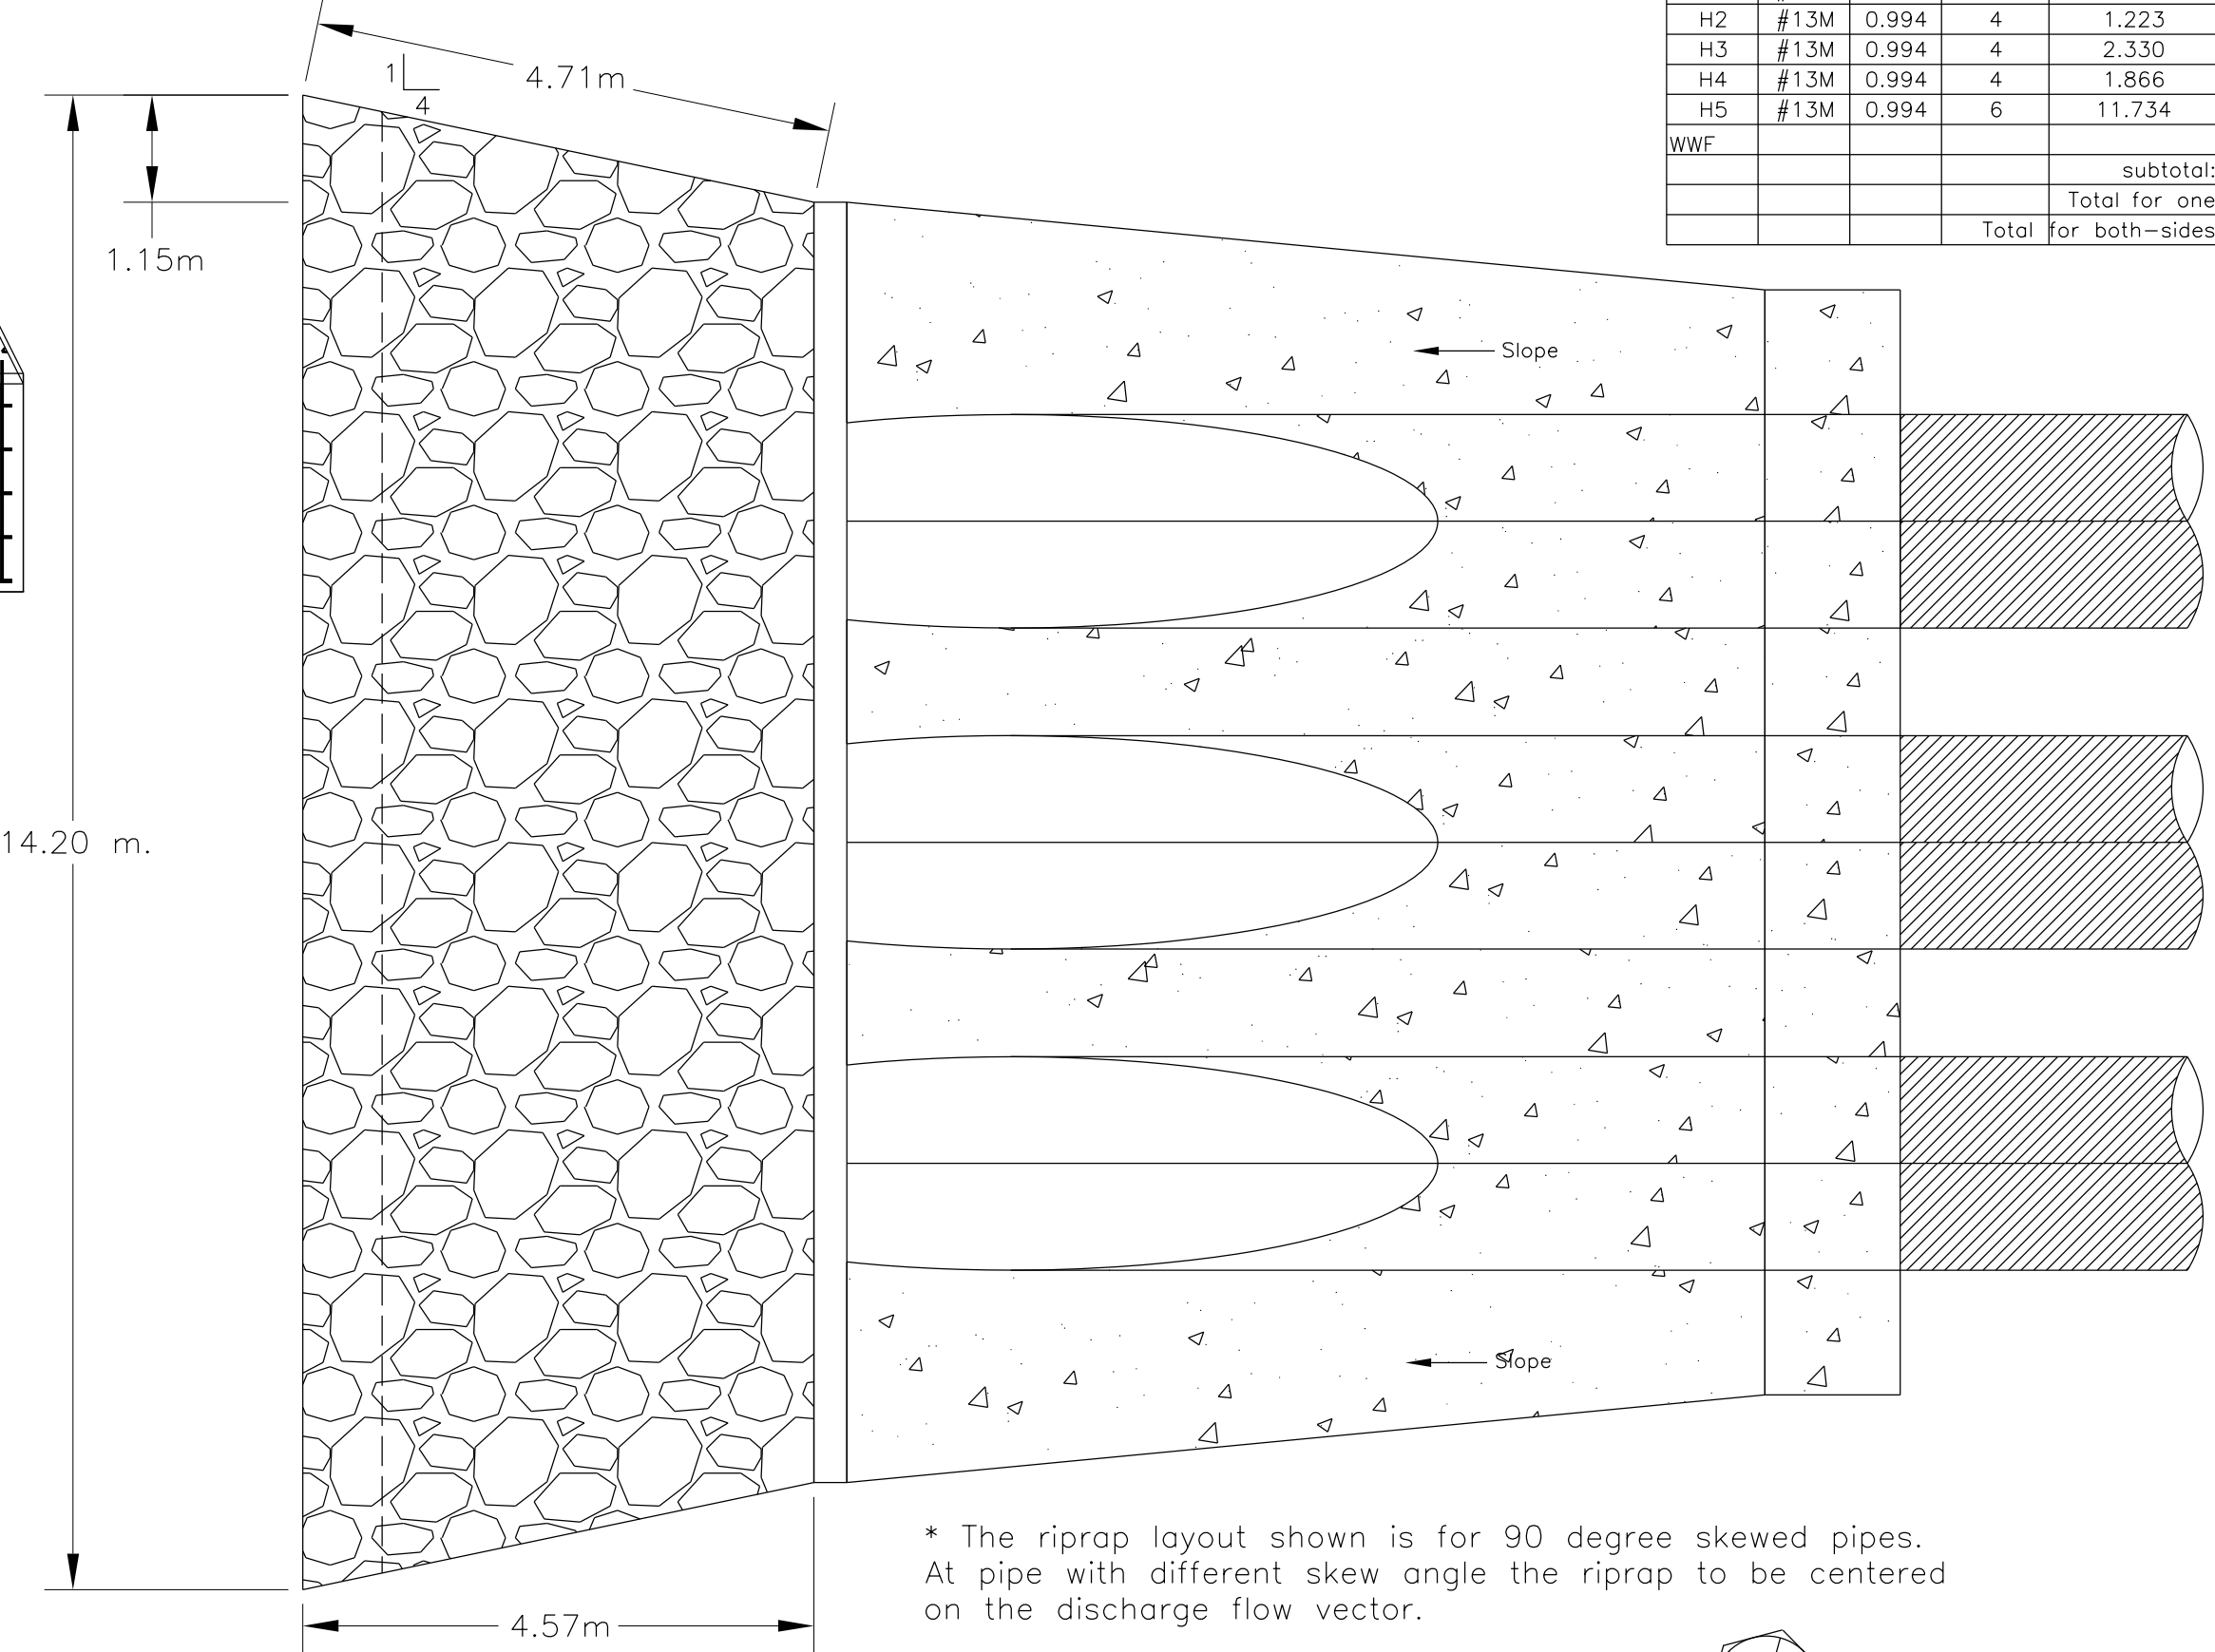 H2 #13M 0.994 4 1.223
H3 #13M 0.994 4 2.330
H4 #13M 0.994 4 1.866
H5 #13M 0.994 6 11.734
WWF
subtotal:
Total for one
Total for both-sides
4.71m
1
4
1.15m
Slope
14.20 m.
Slope
* The riprap layout shown is for 90 degree skewed pipes.
At pipe with different skew angle the riprap to be centered
on the discharge flow vector.
4.57m